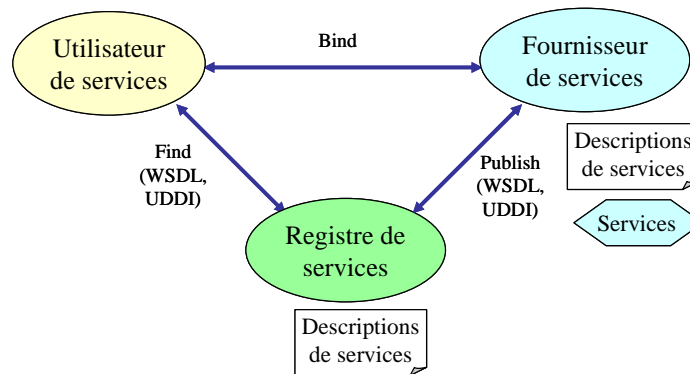 Utilisateur
de services
Bind
Fournisseur
de services
Find
(WSDL,
UDDI)
Publish
(WSDL,
UDDI)
Descriptions
de services
Services
Registre de
services
Descriptions
de services